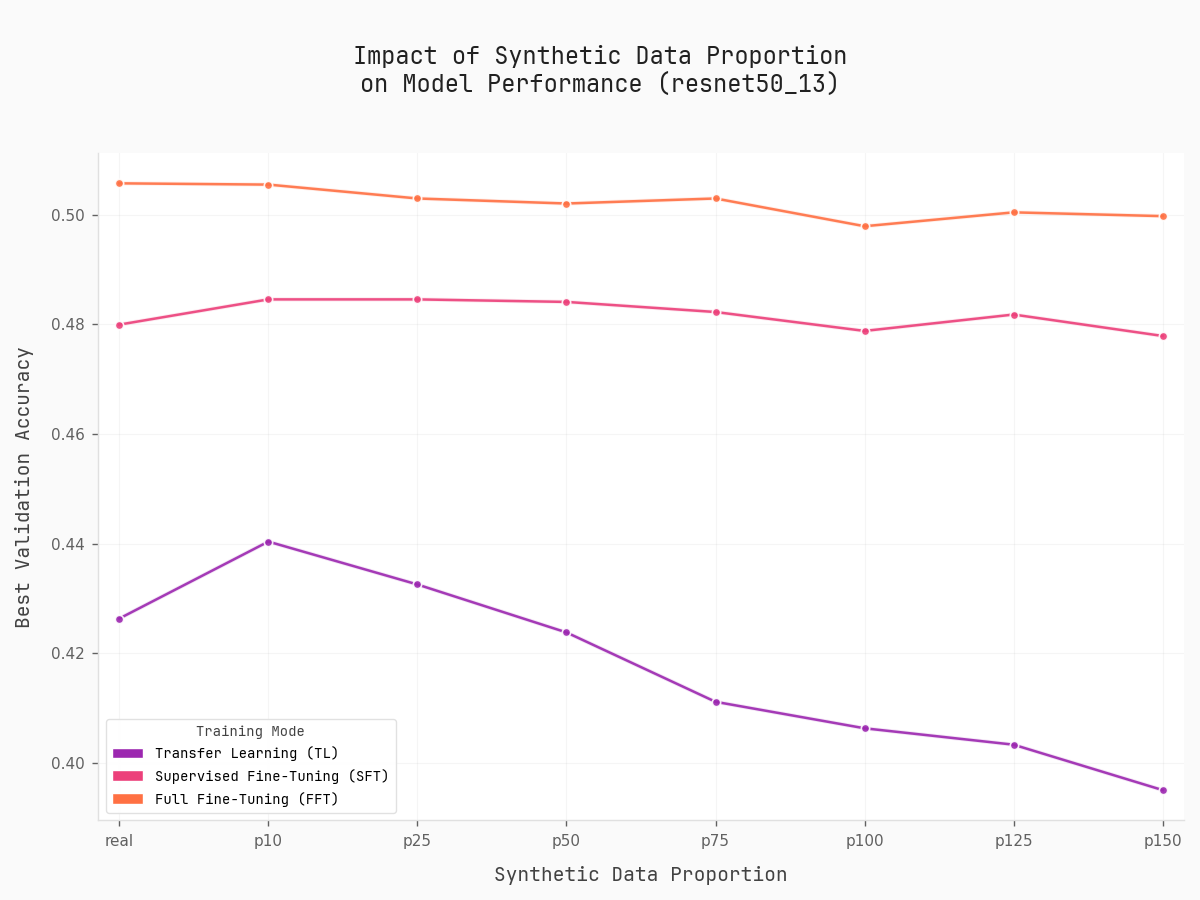 Impact of Synthetic Data Proportion
on Model Performance (resnet50_13)
Best Validation Accuracy
0.50
0.48
0.46
0.44
0.42
0.40
Training Mode
Transfer Learning (TL)
Supervised Fine-Tuning (SFT)
Full Fine-Tuning (FFT)
real p10 p25 p50 p75 p100 p125 p150
Synthetic Data Proportion